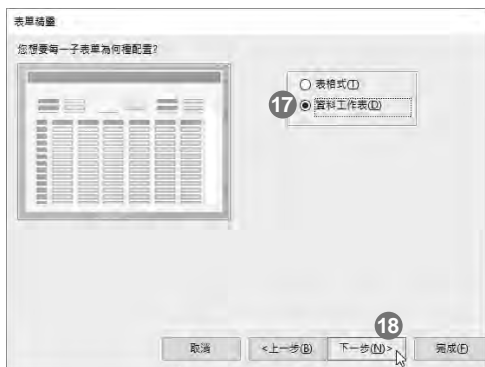 表單精靈
您想要每一子表單為何種配置?
表格式(T)
17 資料工作表(D)
18
取消 <上一步(B) 下一步(N)> 完成(F)